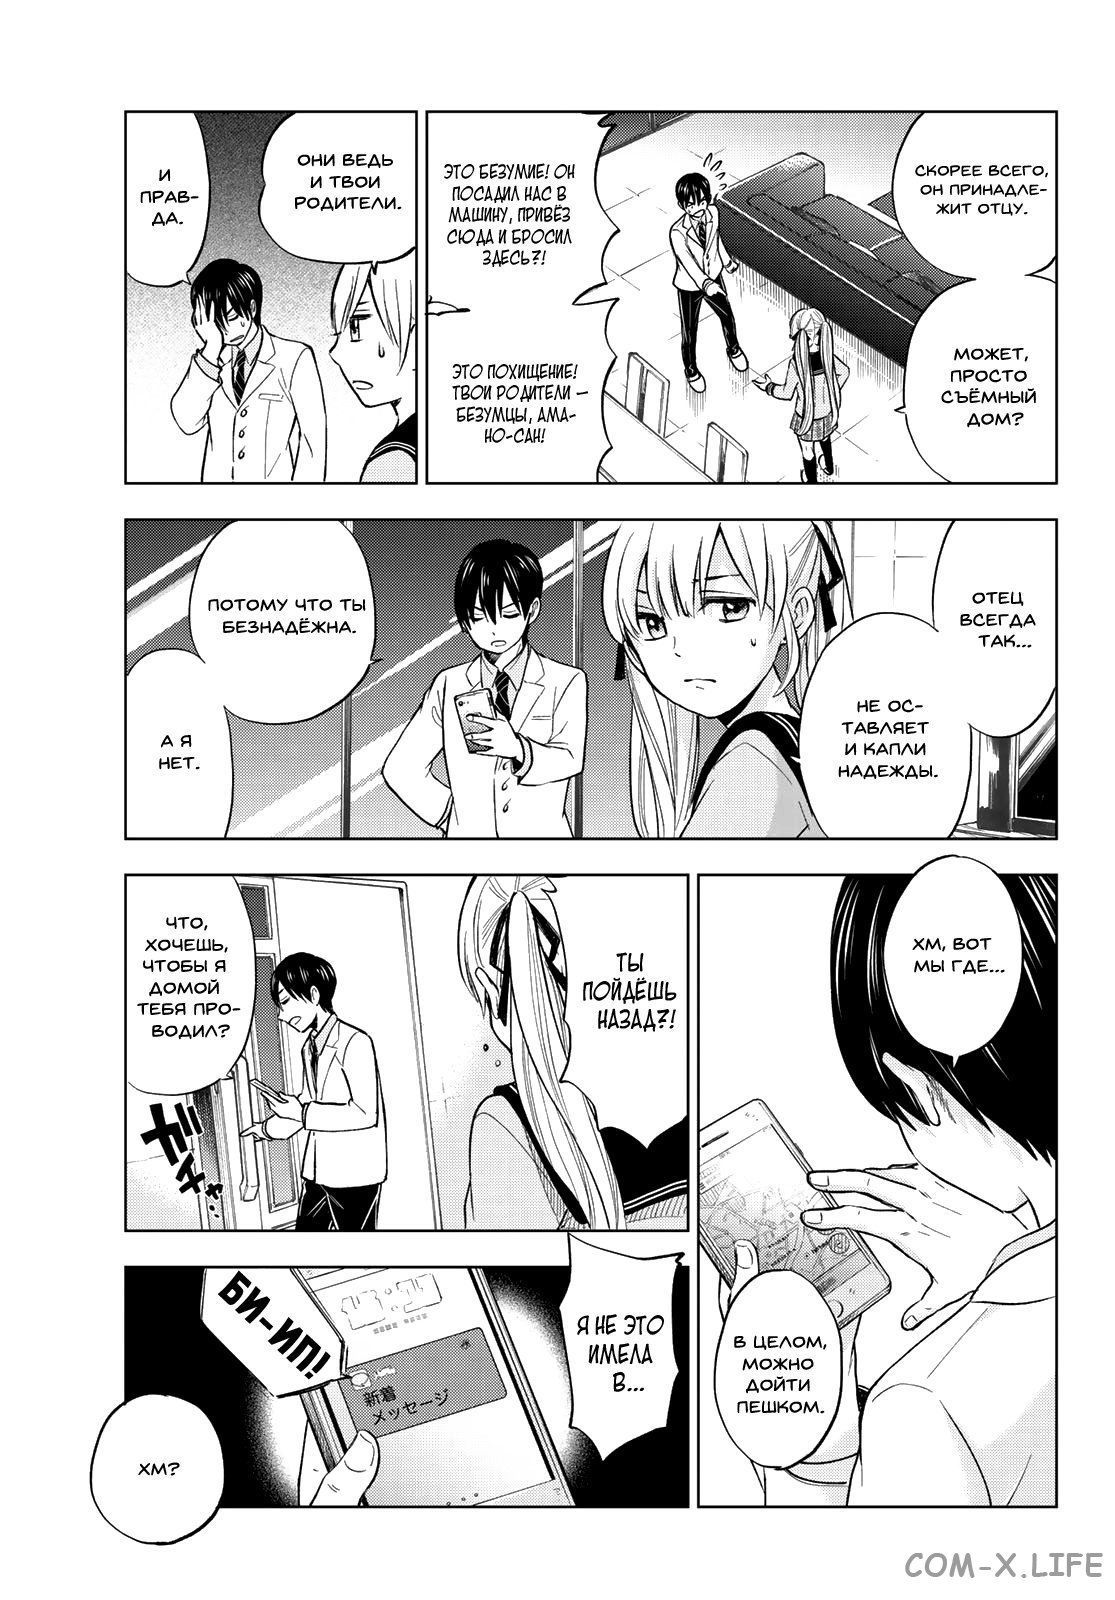 СКОРЕЕ ВСЕГО,
ОН ПРИНАДЛЕ-
ЖИТ ОТЦУ.
МОЖЕТ,
ПРОСТО
СЪЁМНЫЙ
ДОМ?
ЭТО БЕЗУМИЕ! ОН
ПОСАДИЛ НАС В
МАШИНУ, ПРИВЁЗ
СЮДА И БРОСИЛ
ЗДЕСЬ?!
ЭТО ПОХИЩЕНИЕ!
ТВОИ РОДИТЕЛИ —
БЕЗУМЦЫ, АМА-
НО-САН!
ОНИ ВЕДЬ
И ТВОИ
РОДИТЕЛИ.
И
ПРАВ-
ДА.
ОТЕЦ
ВСЕГДА
ТАК...
НЕ ОС-
ТАВЛЯЕТ
И КАПЛИ
НАДЕЖДЫ.
ПОТОМУ ЧТО ТЫ
БЕЗНАДЁЖНА.
А Я
НЕТ.
ХМ, ВОТ
МЫ ГДЕ...
В ЦЕЛОМ,
МОЖНО
ДОЙТИ
ПЕШКОМ.
ТЫ
ПОЙДЁШЬ
НАЗАД?!
ЧТО,
ХОЧЕШЬ,
ЧТОБЫ Я
ДОМОЙ
ТЕБЯ ПРО-
ВОДИЛ?
ガチャ...
Я НЕ ЭТО
ИМЕЛА
В...
БИ-ИП!
新着
メッセージ
ХМ?
COM-X.LIFE